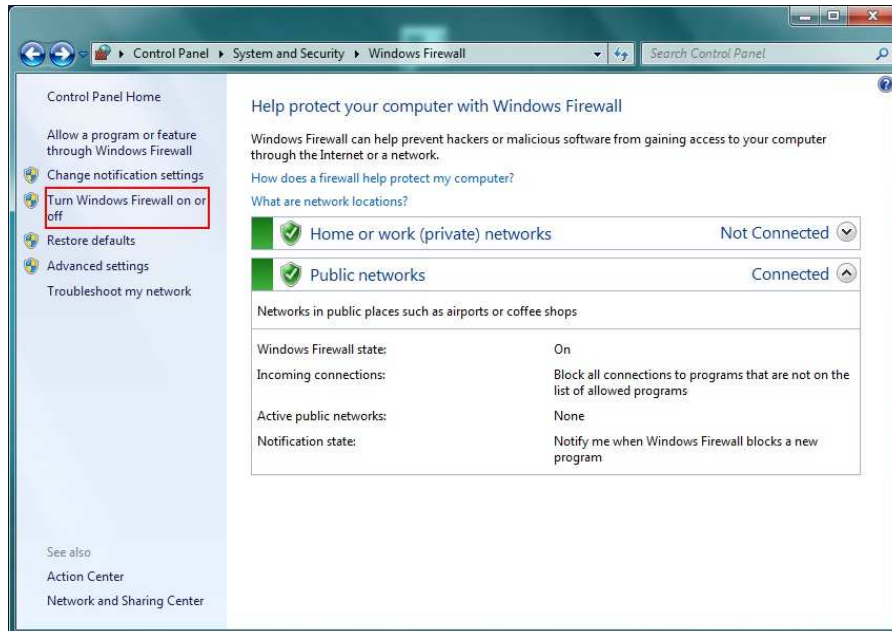 Control Panel ▸ System and Security ▸ Windows Firewall
Search Control Panel
Control Panel Home
Allow a program or feature
through Windows Firewall
Change notification settings
Turn Windows Firewall on or
off
Restore defaults
Advanced settings
Troubleshoot my network
See also
Action Center
Network and Sharing Center
Help protect your computer with Windows Firewall
Windows Firewall can help prevent hackers or malicious software from gaining access to your computer
through the Internet or a network.
How does a firewall help protect my computer?
What are network locations?
Home or work (private) networks Not Connected
Public networks Connected
Networks in public places such as airports or coffee shops
Windows Firewall state: On
Incoming connections: Block all connections to programs that are not on the
list of allowed programs
Active public networks: None
Notification state: Notify me when Windows Firewall blocks a new
program